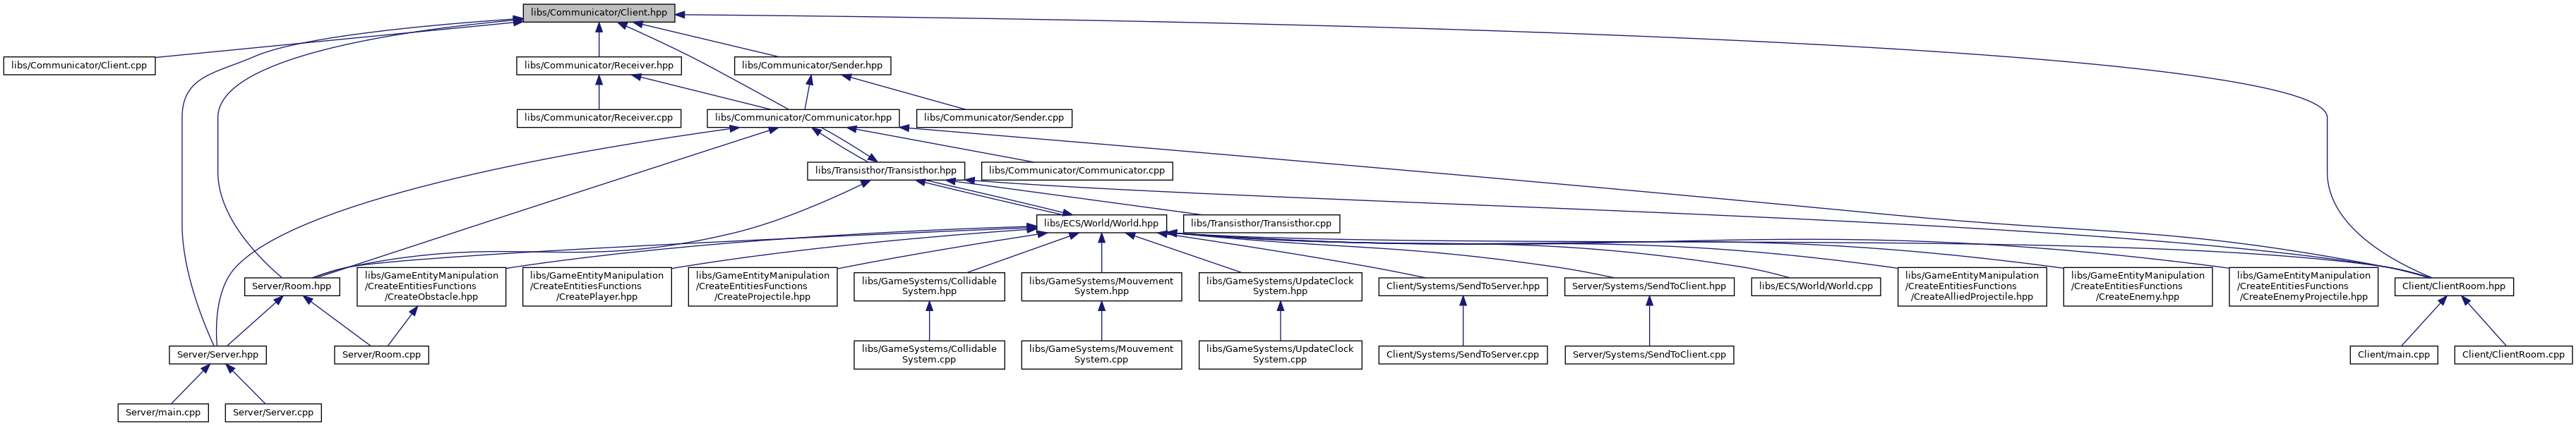 libs/Communicator/Client.hpp
libs/Communicator/Client.cpp
libs/Communicator/Receiver.hpp
libs/Communicator/Sender.hpp
libs/Communicator/Receiver.cpp
libs/Communicator/Communicator.hpp
libs/Communicator/Sender.cpp
libs/Transisthor/Transisthor.hpp
libs/Communicator/Communicator.cpp
libs/ECS/World/World.hpp
libs/Transisthor/Transisthor.cpp
Server/Room.hpp
libs/GameEntityManipulation
/CreateEntitiesFunctions
/CreateObstacle.hpp
libs/GameEntityManipulation
/CreateEntitiesFunctions
/CreatePlayer.hpp
libs/GameEntityManipulation
/CreateEntitiesFunctions
/CreateProjectile.hpp
libs/GameSystems/Collidable
System.hpp
libs/GameSystems/Mouvement
System.hpp
libs/GameSystems/UpdateClock
System.hpp
Client/Systems/SendToServer.hpp
Server/Systems/SendToClient.hpp
libs/ECS/World/World.cpp
libs/GameEntityManipulation
/CreateEntitiesFunctions
/CreateAlliedProjectile.hpp
libs/GameEntityManipulation
/CreateEntitiesFunctions
/CreateEnemy.hpp
libs/GameEntityManipulation
/CreateEntitiesFunctions
/CreateEnemyProjectile.hpp
Client/ClientRoom.hpp
Server/Server.hpp
Server/Room.cpp
libs/GameSystems/Collidable
System.cpp
libs/GameSystems/Mouvement
System.cpp
libs/GameSystems/UpdateClock
System.cpp
Client/Systems/SendToServer.cpp
Server/Systems/SendToClient.cpp
Client/main.cpp
Client/ClientRoom.cpp
Server/main.cpp
Server/Server.cpp